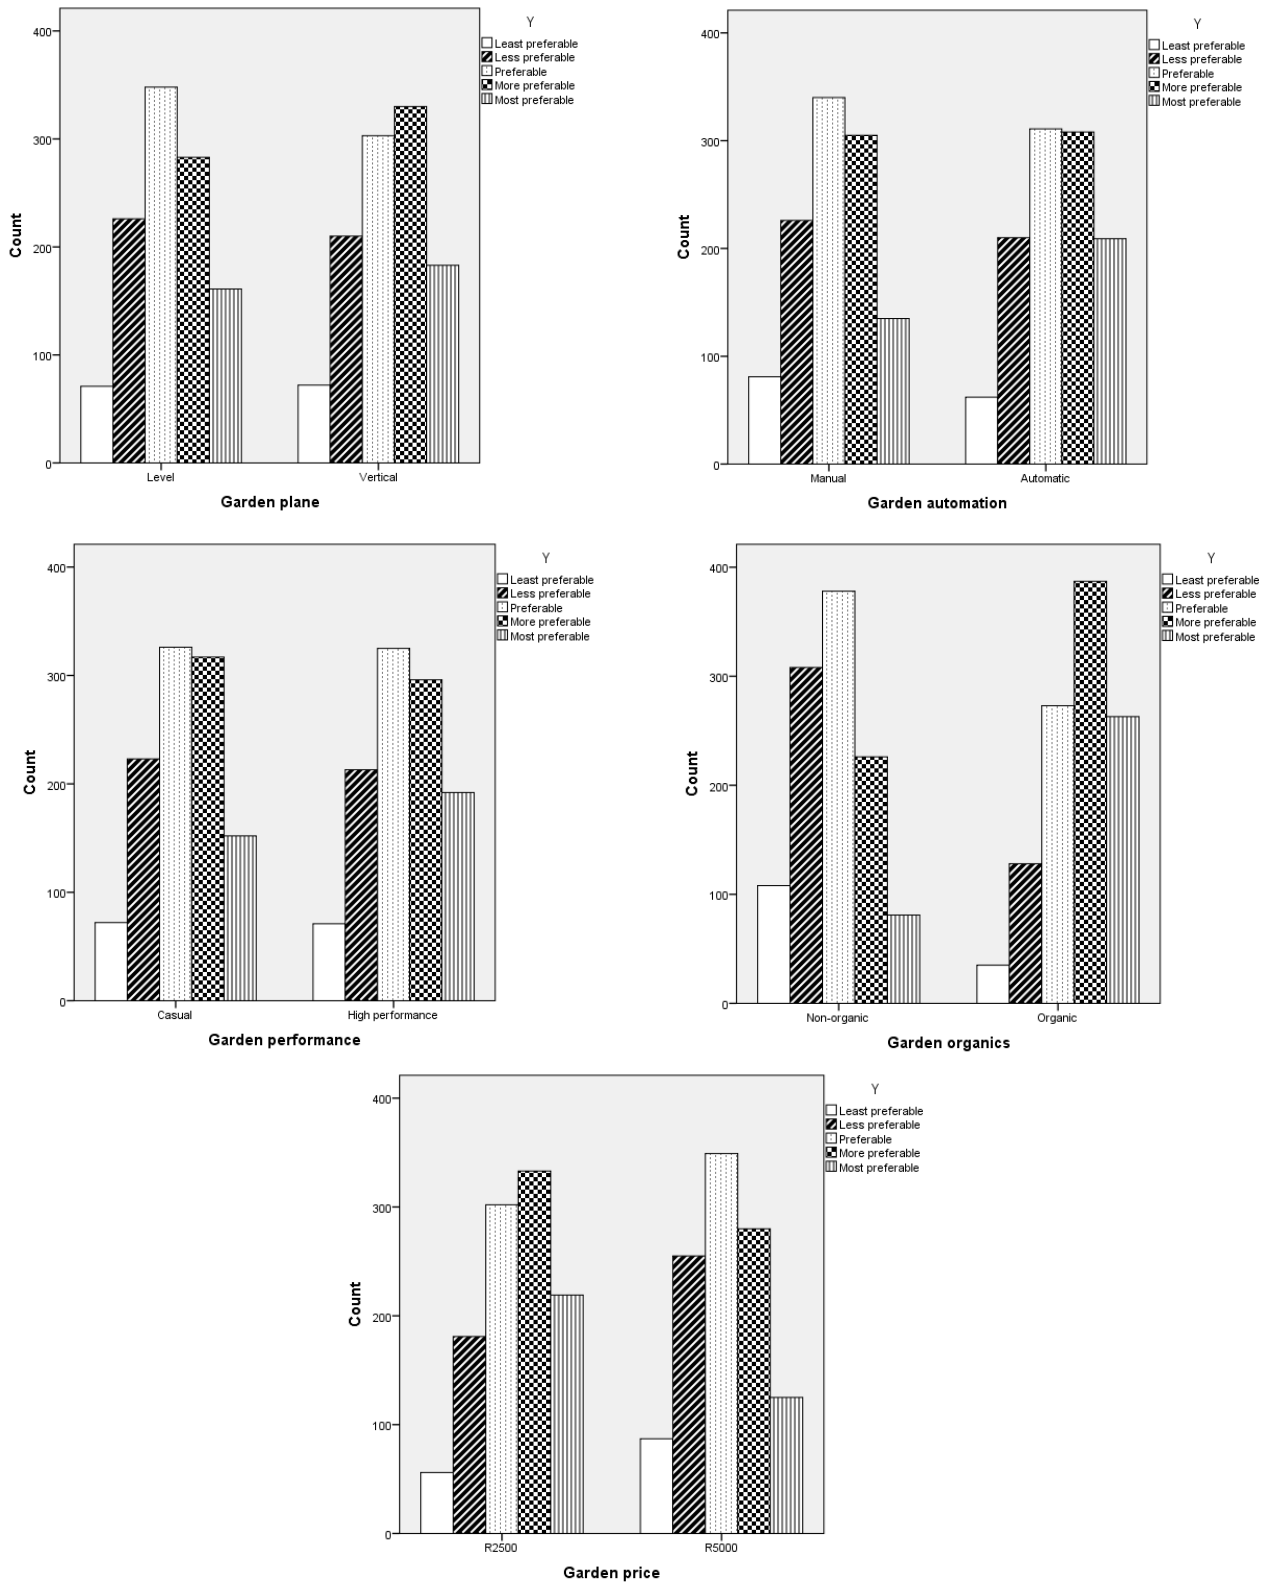 Y
Least preferable
Less preferable
Preferable
More preferable
Most preferable
400
300
200
100
0
Count
Level
Vertical
Garden plane
Y
Least preferable
Less preferable
Preferable
More preferable
Most preferable
400
300
200
100
0
Count
Manual
Automatic
Garden automation
Y
Least preferable
Less preferable
Preferable
More preferable
Most preferable
400
300
200
100
0
Count
Casual
High performance
Garden performance
Y
Least preferable
Less preferable
Preferable
More preferable
Most preferable
400
300
200
100
0
Count
Non-organic
Organic
Garden organics
Y
Least preferable
Less preferable
Preferable
More preferable
Most preferable
400
300
200
100
0
Count
R2500
R5000
Garden price